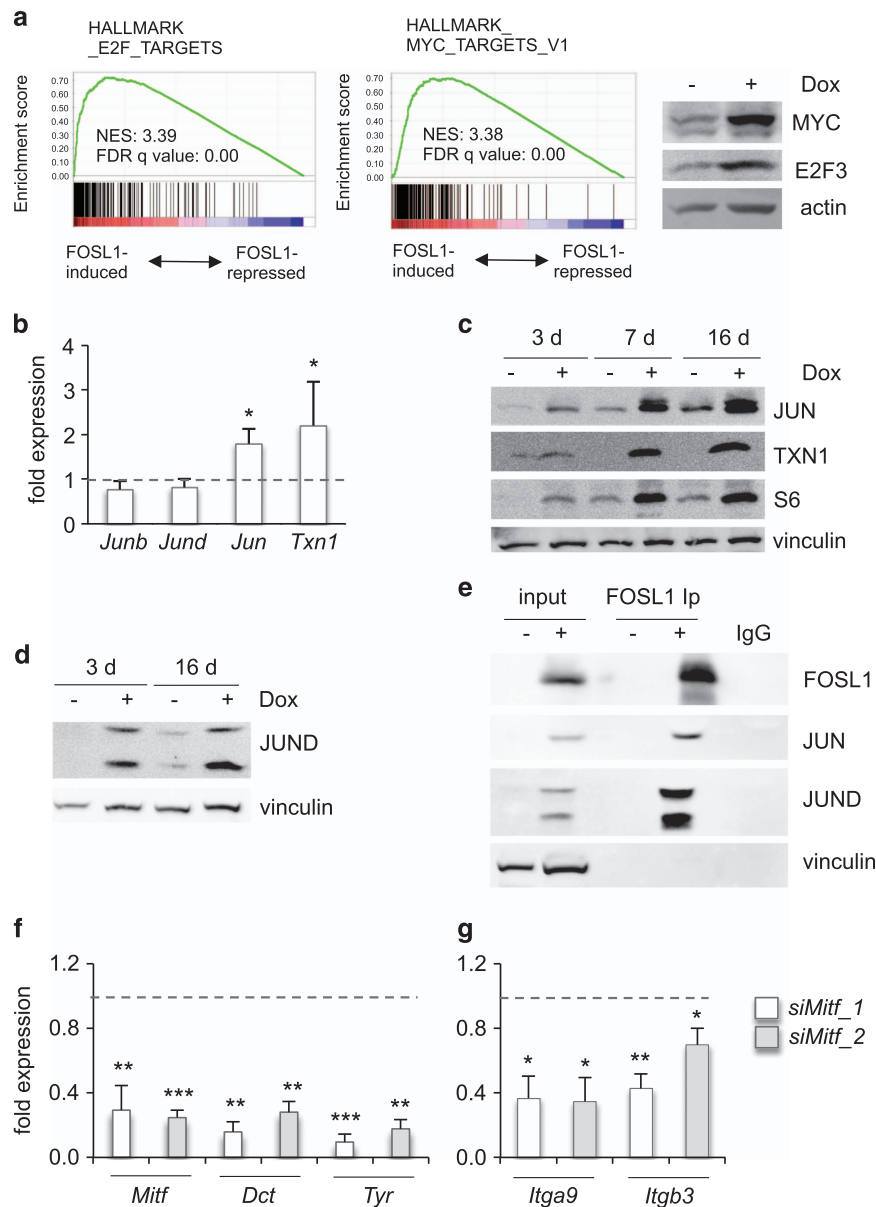 a
HALLMARK
_E2F_TARGETS
Enrichment score
0.70
0.60
0.50
0.40
0.30
0.20
0.10
0.00
NES: 3.39
FDR q value: 0.00
FOSL1-
induced
FOSL1-
repressed
HALLMARK_
MYC_TARGETS_V1
Enrichment score
0.70
0.60
0.50
0.40
0.30
0.20
0.10
0.00
NES: 3.38
FDR q value: 0.00
FOSL1-
induced
FOSL1-
repressed
- + Dox
MYC
E2F3
actin
b
fold expression
4
3
2
1
0
* *
Junb Jund Jun Txn1
c
3 d 7 d 16 d
- + - + - + Dox
JUN
TXN1
S6
vinculin
d
3 d 16 d
- + - + Dox
JUND
vinculin
e
input FOSL1 Ip
- + - + IgG
FOSL1
JUN
JUND
vinculin
f
fold expression
1.2
0.8
0.4
0.0
** *** ** ** *** **
Mitf Dct Tyr
g
1.2
0.8
0.4
0.0
* * ** *
Itga9 Itgb3
siMitf_1
siMitf_2